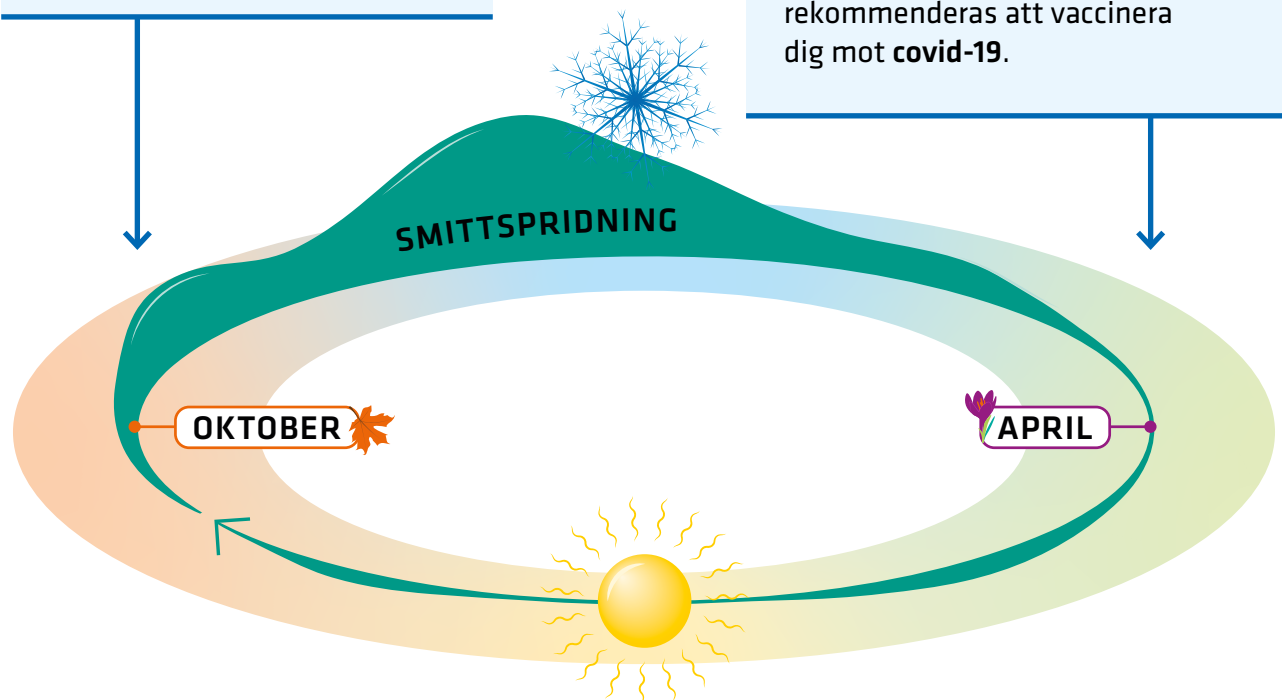 rekommenderas att vaccinera
dig mot covid-19.
SMITTSPRIDNING
OKTOBER
APRIL